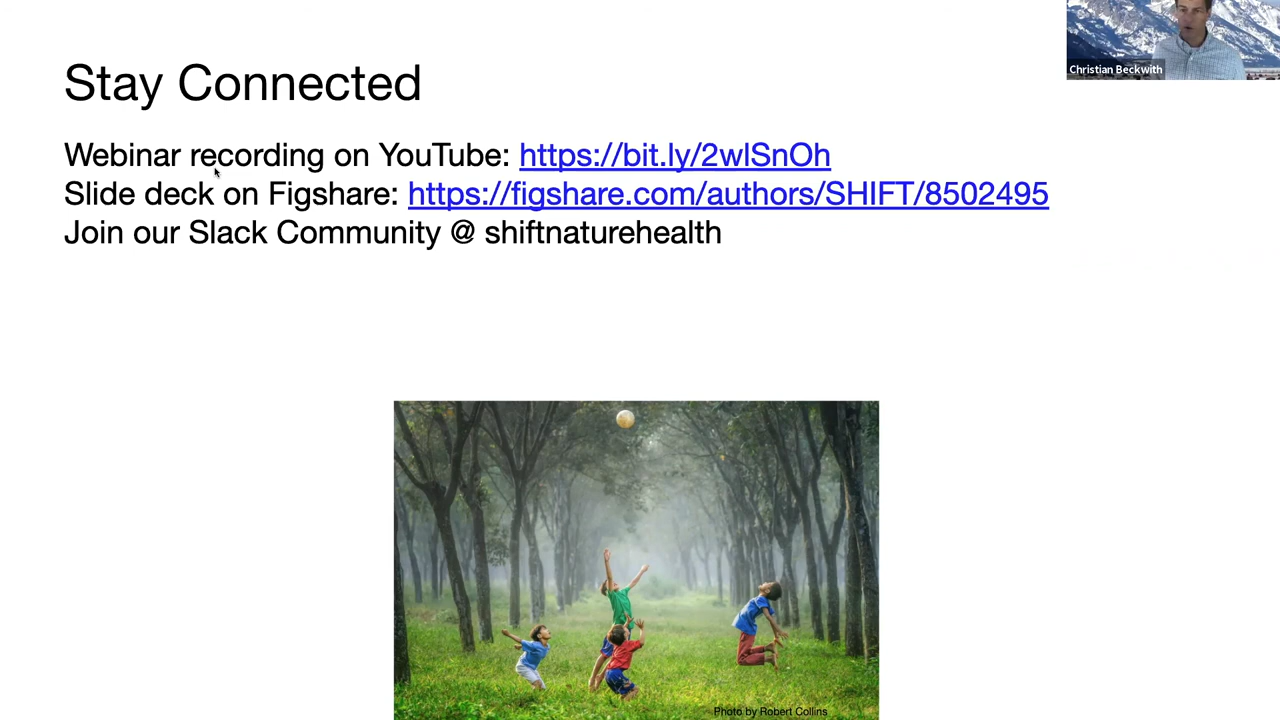 Christian Beckwith
Stay Connected
Webinar recording on YouTube: https://bit.ly/2wlSnOh
Slide deck on Figshare: https://figshare.com/authors/SHIFT/8502495
Join our Slack Community @ shiftnaturehealth
Photo by Robert Collins